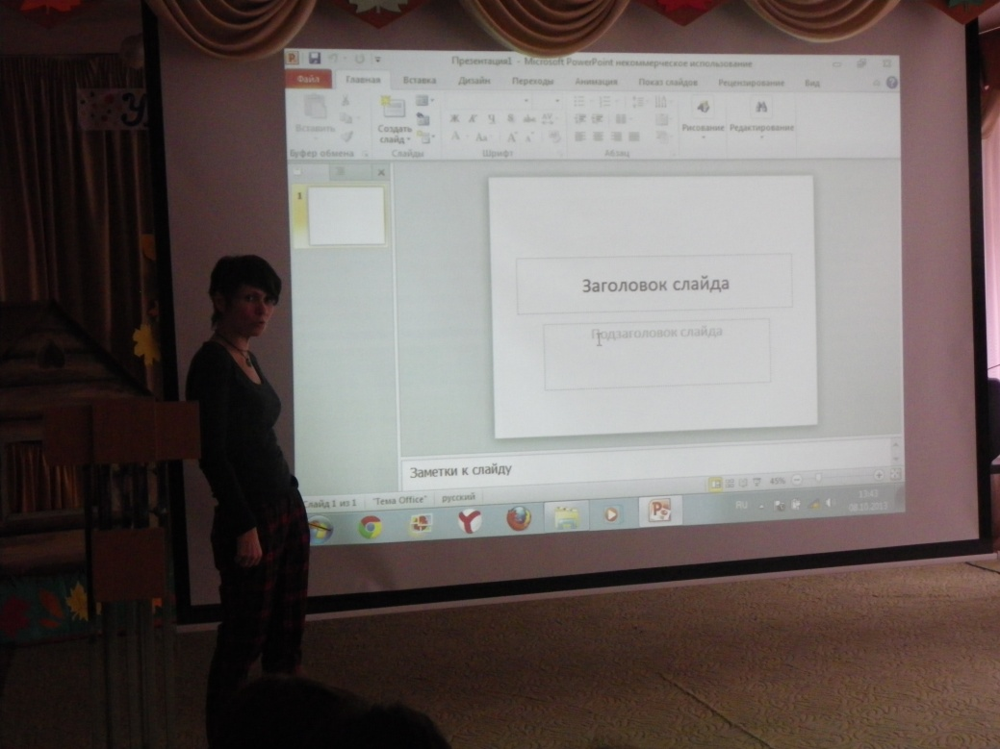 Презентация1 - Microsoft PowerPoint некоммерческое использование
Файл Главная Вставка Дизайн Переходы Анимация Показ слайдов Рецензирование Вид
Вставить
Создать
слайд
Рисование
Редактирование
Ж К Ч S abc
А Aa А А
Буфер обмена
Слайды
Шрифт
Абзац
1
Заголовок слайда
Подзаголовок слайда
Заметки к слайду
Слайд 1 из 1
"Тема Office"
русский
45%
RU
13:43
08.10.2013